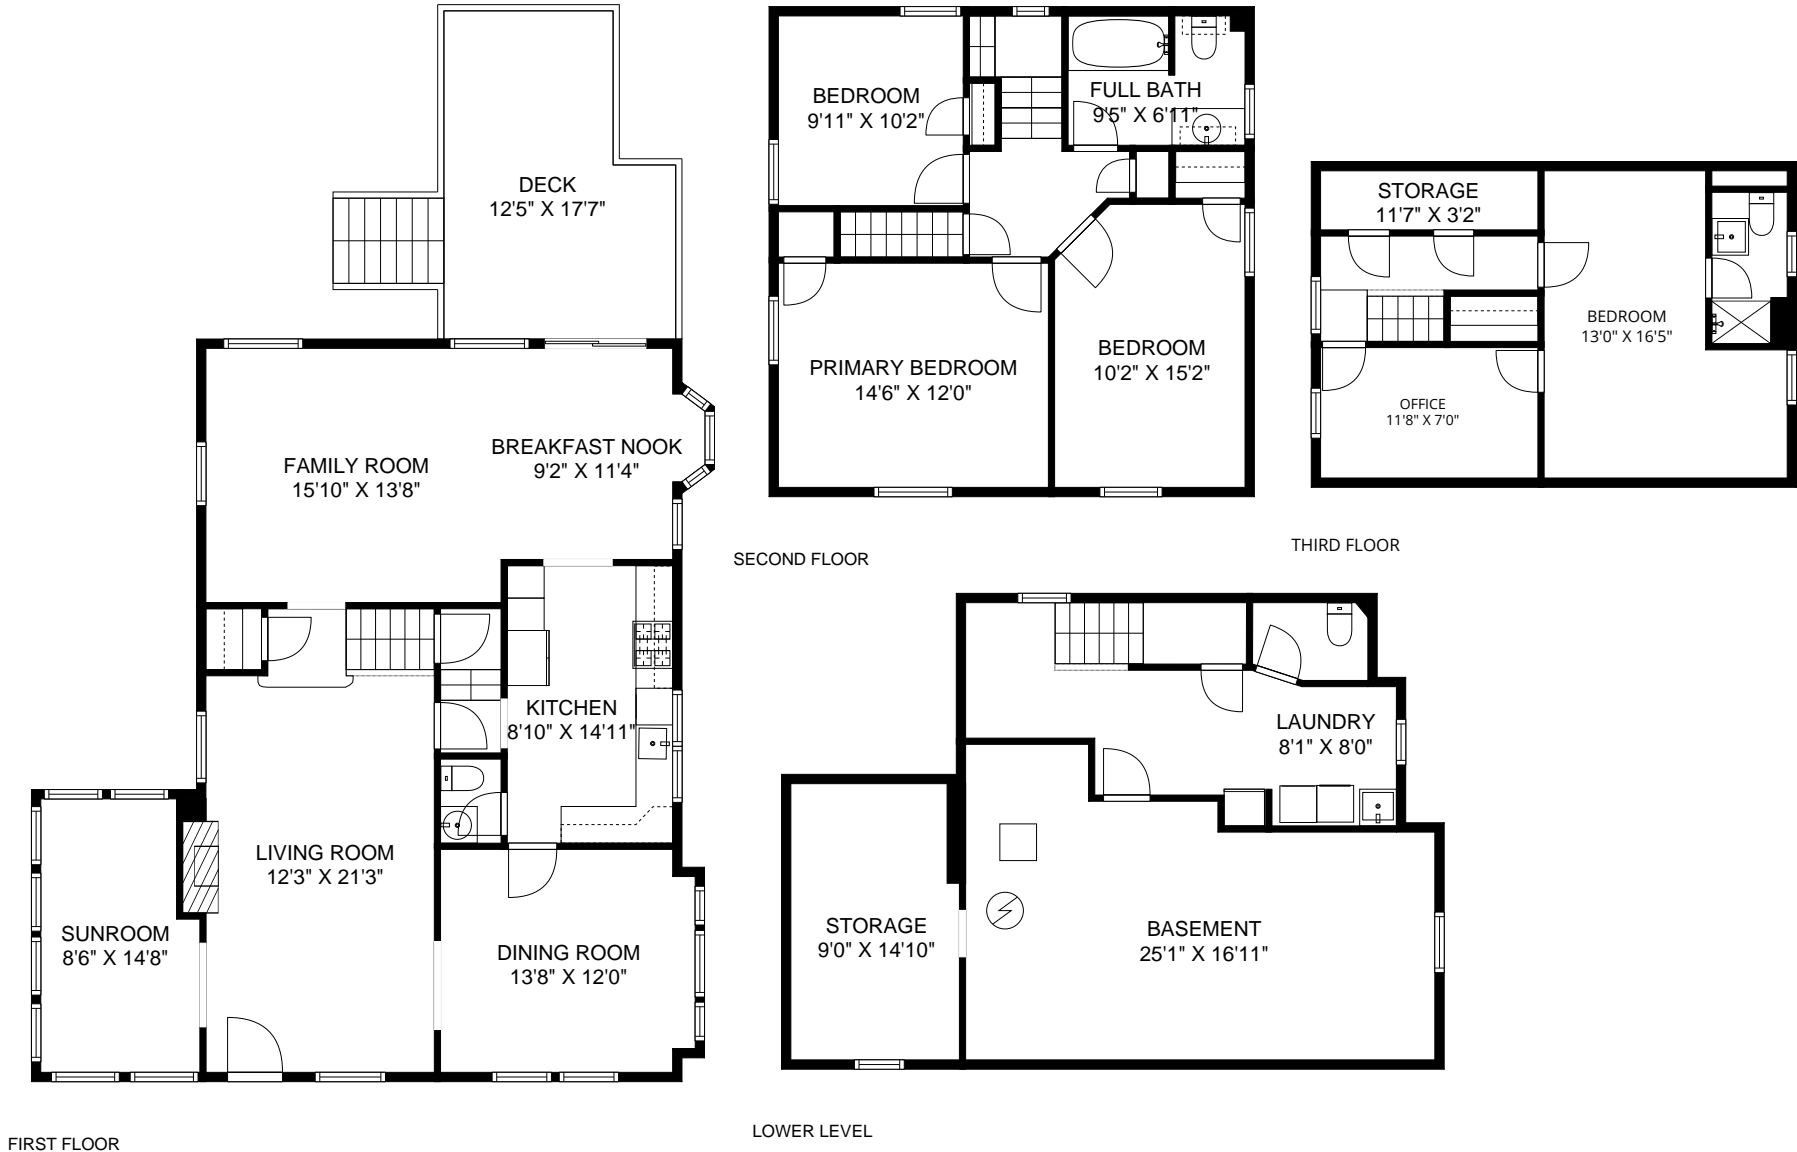 DECK
12'5" X 17'7"
FAMILY ROOM
15'10" X 13'8"
BREAKFAST NOOK
9'2" X 11'4"
KITCHEN
8'10" X 14'11"
LIVING ROOM
12'3" X 21'3"
SUNROOM
8'6" X 14'8"
DINING ROOM
13'8" X 12'0"
FIRST FLOOR
BEDROOM
9'11" X 10'2"
FULL BATH
9'5" X 6'11"
PRIMARY BEDROOM
14'6" X 12'0"
BEDROOM
10'2" X 15'2"
SECOND FLOOR
STORAGE
11'7" X 3'2"
BEDROOM
13'0" X 16'5"
OFFICE
11'8" X 7'0"
THIRD FLOOR
LAUNDRY
8'1" X 8'0"
STORAGE
9'0" X 14'10"
BASEMENT
25'1" X 16'11"
LOWER LEVEL